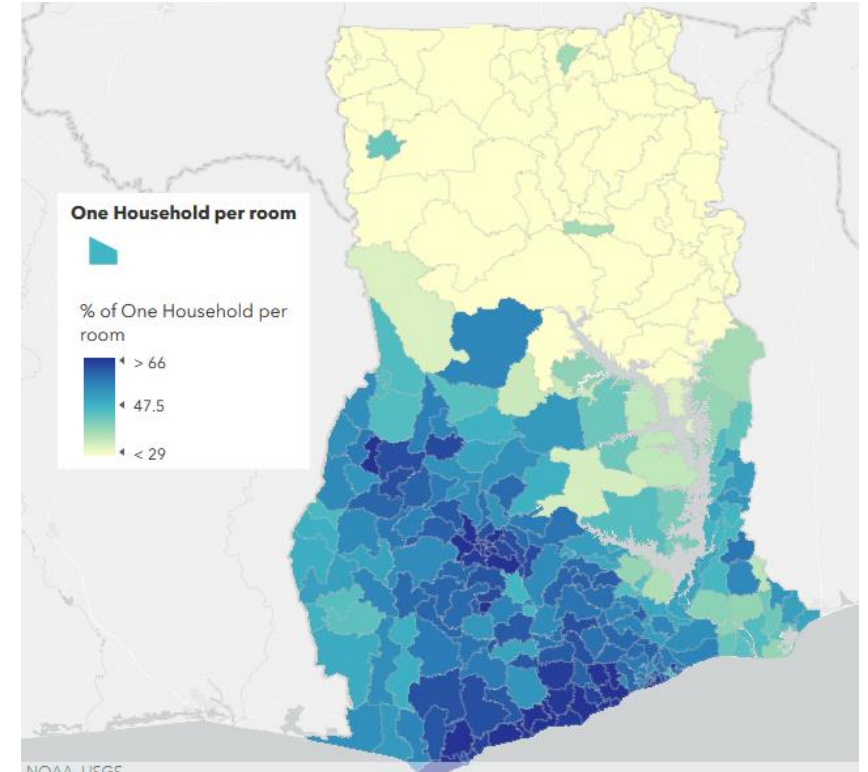 One Household per room
% of One Household per
room
> 66
47.5
< 29
NOAA, USGS